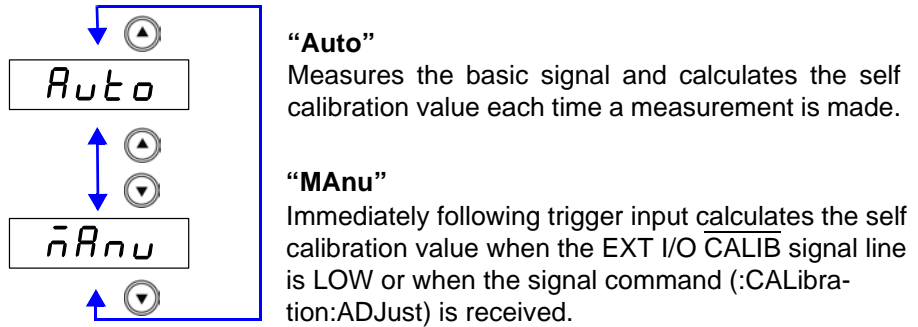 Auto
“Auto”
Measures the basic signal and calculates the self
calibration value each time a measurement is made.
“MAnu”
Immediately following trigger input calculates the self
calibration value when the EXT I/O CALIB signal line
is LOW or when the signal command (:CALibra-
tion:ADJust) is received.
MAnu